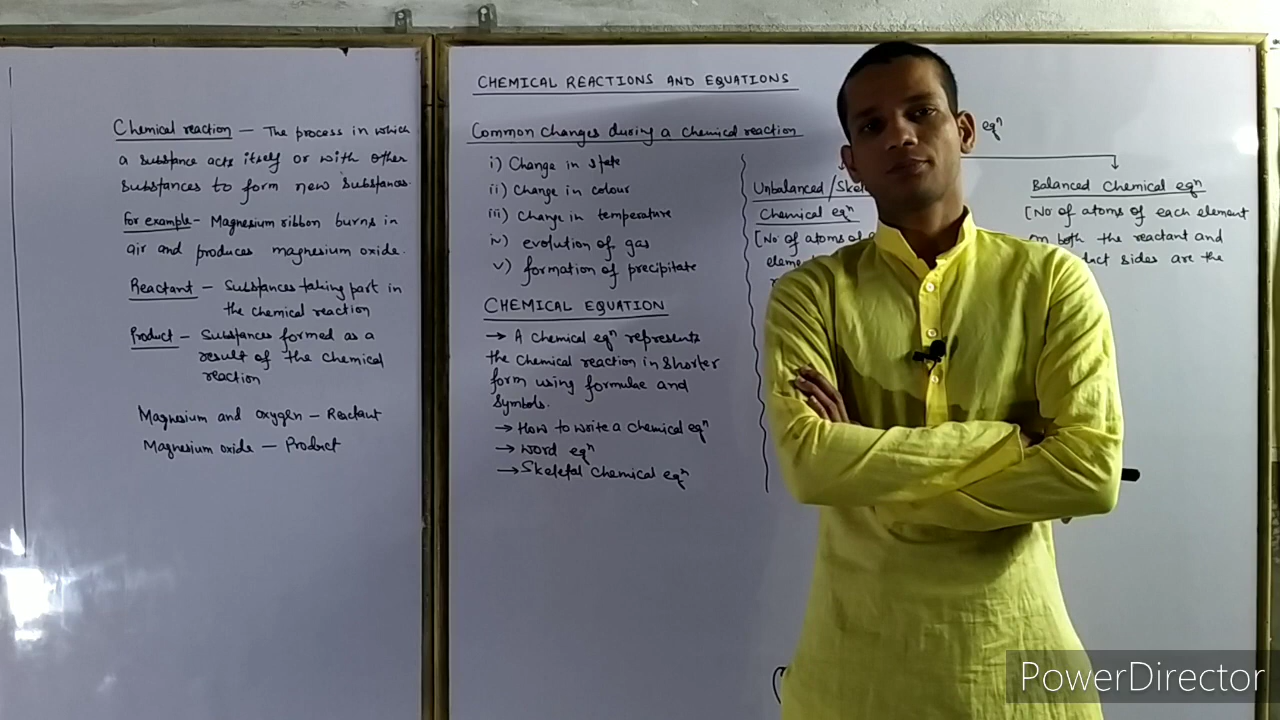 Chemical reaction — The process in which
a substance acts itself or with other
substances to form new substances.
For example - Magnesium ribbon burns in
air and produces magnesium oxide.
Reactant — Substances taking part in
the chemical reaction
Product — Substances formed as a
result of the chemical
reaction
Magnesium and oxygen — Reactant
Magnesium oxide — Product
CHEMICAL REACTIONS AND EQUATIONS
Common changes during a chemical reaction
i) Change in state
ii) Change in colour
iii) Change in temperature
iv) evolution of gas
v) formation of precipitate
CHEMICAL EQUATION
→ A chemical eqⁿ represents
the chemical reaction in shorter
form using formulae and
symbols.
→ How to write a chemical eqⁿ
→ word eqⁿ
→ Skeletal Chemical eqⁿ
eqⁿ
Unbalanced /
Chemical eqⁿ
[No of atoms of
Balanced Chemical eqⁿ
[No of atoms of each element
on both the reactant and
sides are the
PowerDirector